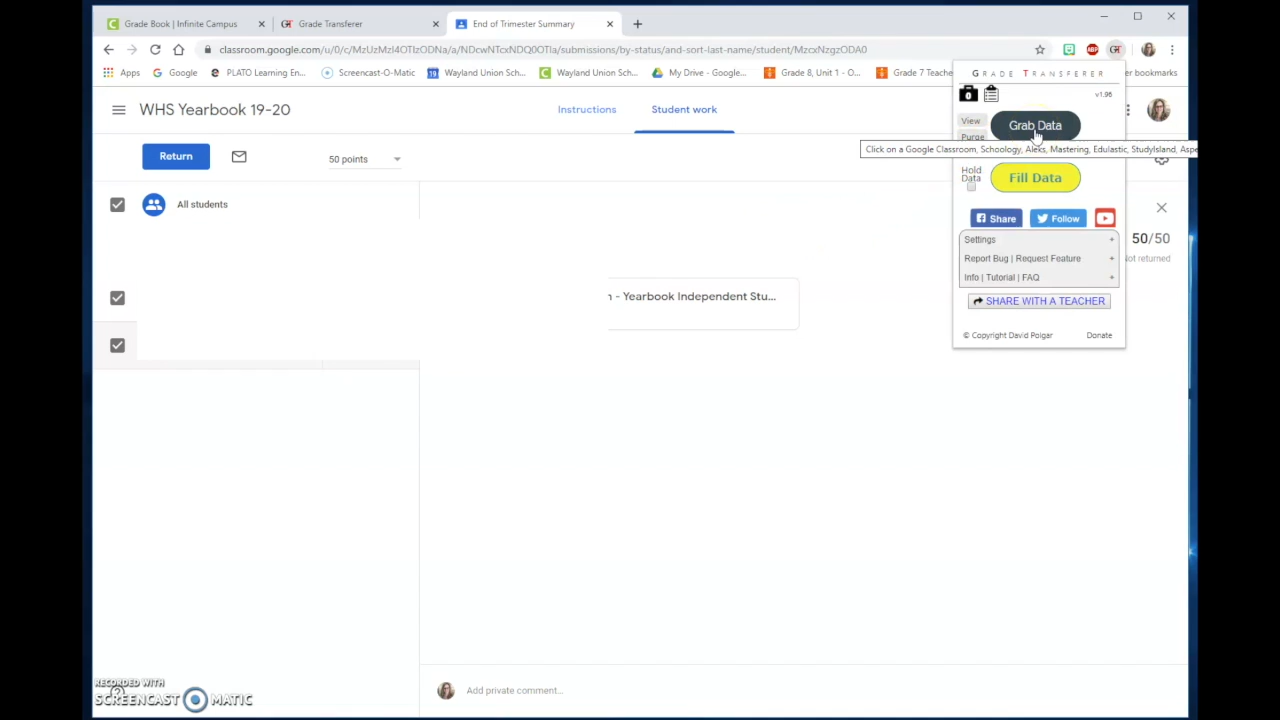 Grade Book | Infinite Campus
Grade Transferer
End of Trimester Summary
classroom.google.com/u/0/c/MzUzMzI4OTIzODNa/a/NDcwNTcxNDQ0OTIa/submissions/by-status/and-sort-last-name/student/MzcxNzgzODA0
Apps
Google
PLATO Learning En...
Screencast-O-Matic
Wayland Union Sch...
Wayland Union Sch...
My Drive - Google...
Grade 8, Unit 1 - O...
Grade 7 Teache
er bookmarks
WHS Yearbook 19-20
Instructions
Student work
Return
50 points
All students
n - Yearbook Independent Stu...
GRADE TRANSFERER
v1.96
0
View
Grab Data
Purge
Click on a Google Classroom, Schoology, Aleks, Mastering, Edulastic, StudyIsland, Aspe
Hold
Data
Fill Data
Share
Follow
Settings +
Report Bug | Request Feature +
Info | Tutorial | FAQ +
SHARE WITH A TEACHER
© Copyright David Polgar
Donate
50/50
Not returned
Add private comment...
RECORDED WITH
SCREENCAST-O-MATIC